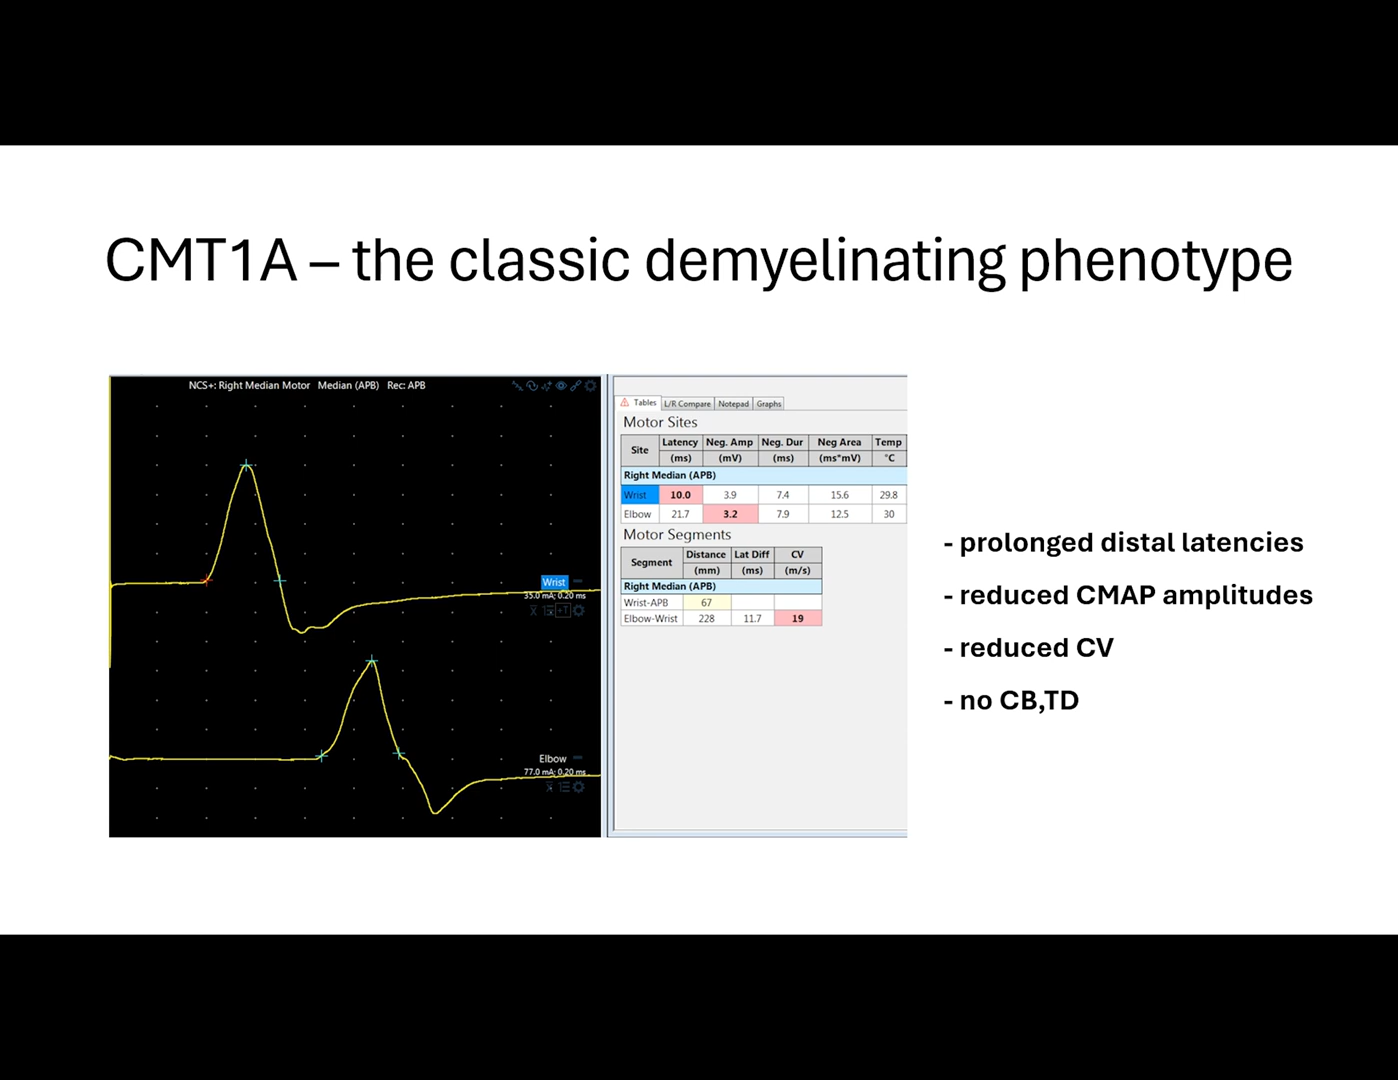 CMT1A – the classic demyelinating phenotype
NCS+: Right Median Motor Median (APB) Rec: APB
Wrist
35.0 mA; 0.20 ms
Elbow
77.0 mA; 0.20 ms
Tables L/R Compare Notepad Graphs
Motor Sites
Site Latency (ms) Neg. Amp (mV) Neg. Dur (ms) Neg Area (ms*mV) Temp °C
Right Median (APB)
Wrist 10.0 3.9 7.4 15.6 29.8
Elbow 21.7 3.2 7.9 12.5 30
Motor Segments
Segment Distance (mm) Lat Diff (ms) CV (m/s)
Right Median (APB)
Wrist-APB 67
Elbow-Wrist 228 11.7 19
- prolonged distal latencies
- reduced CMAP amplitudes
- reduced CV
- no CB,TD